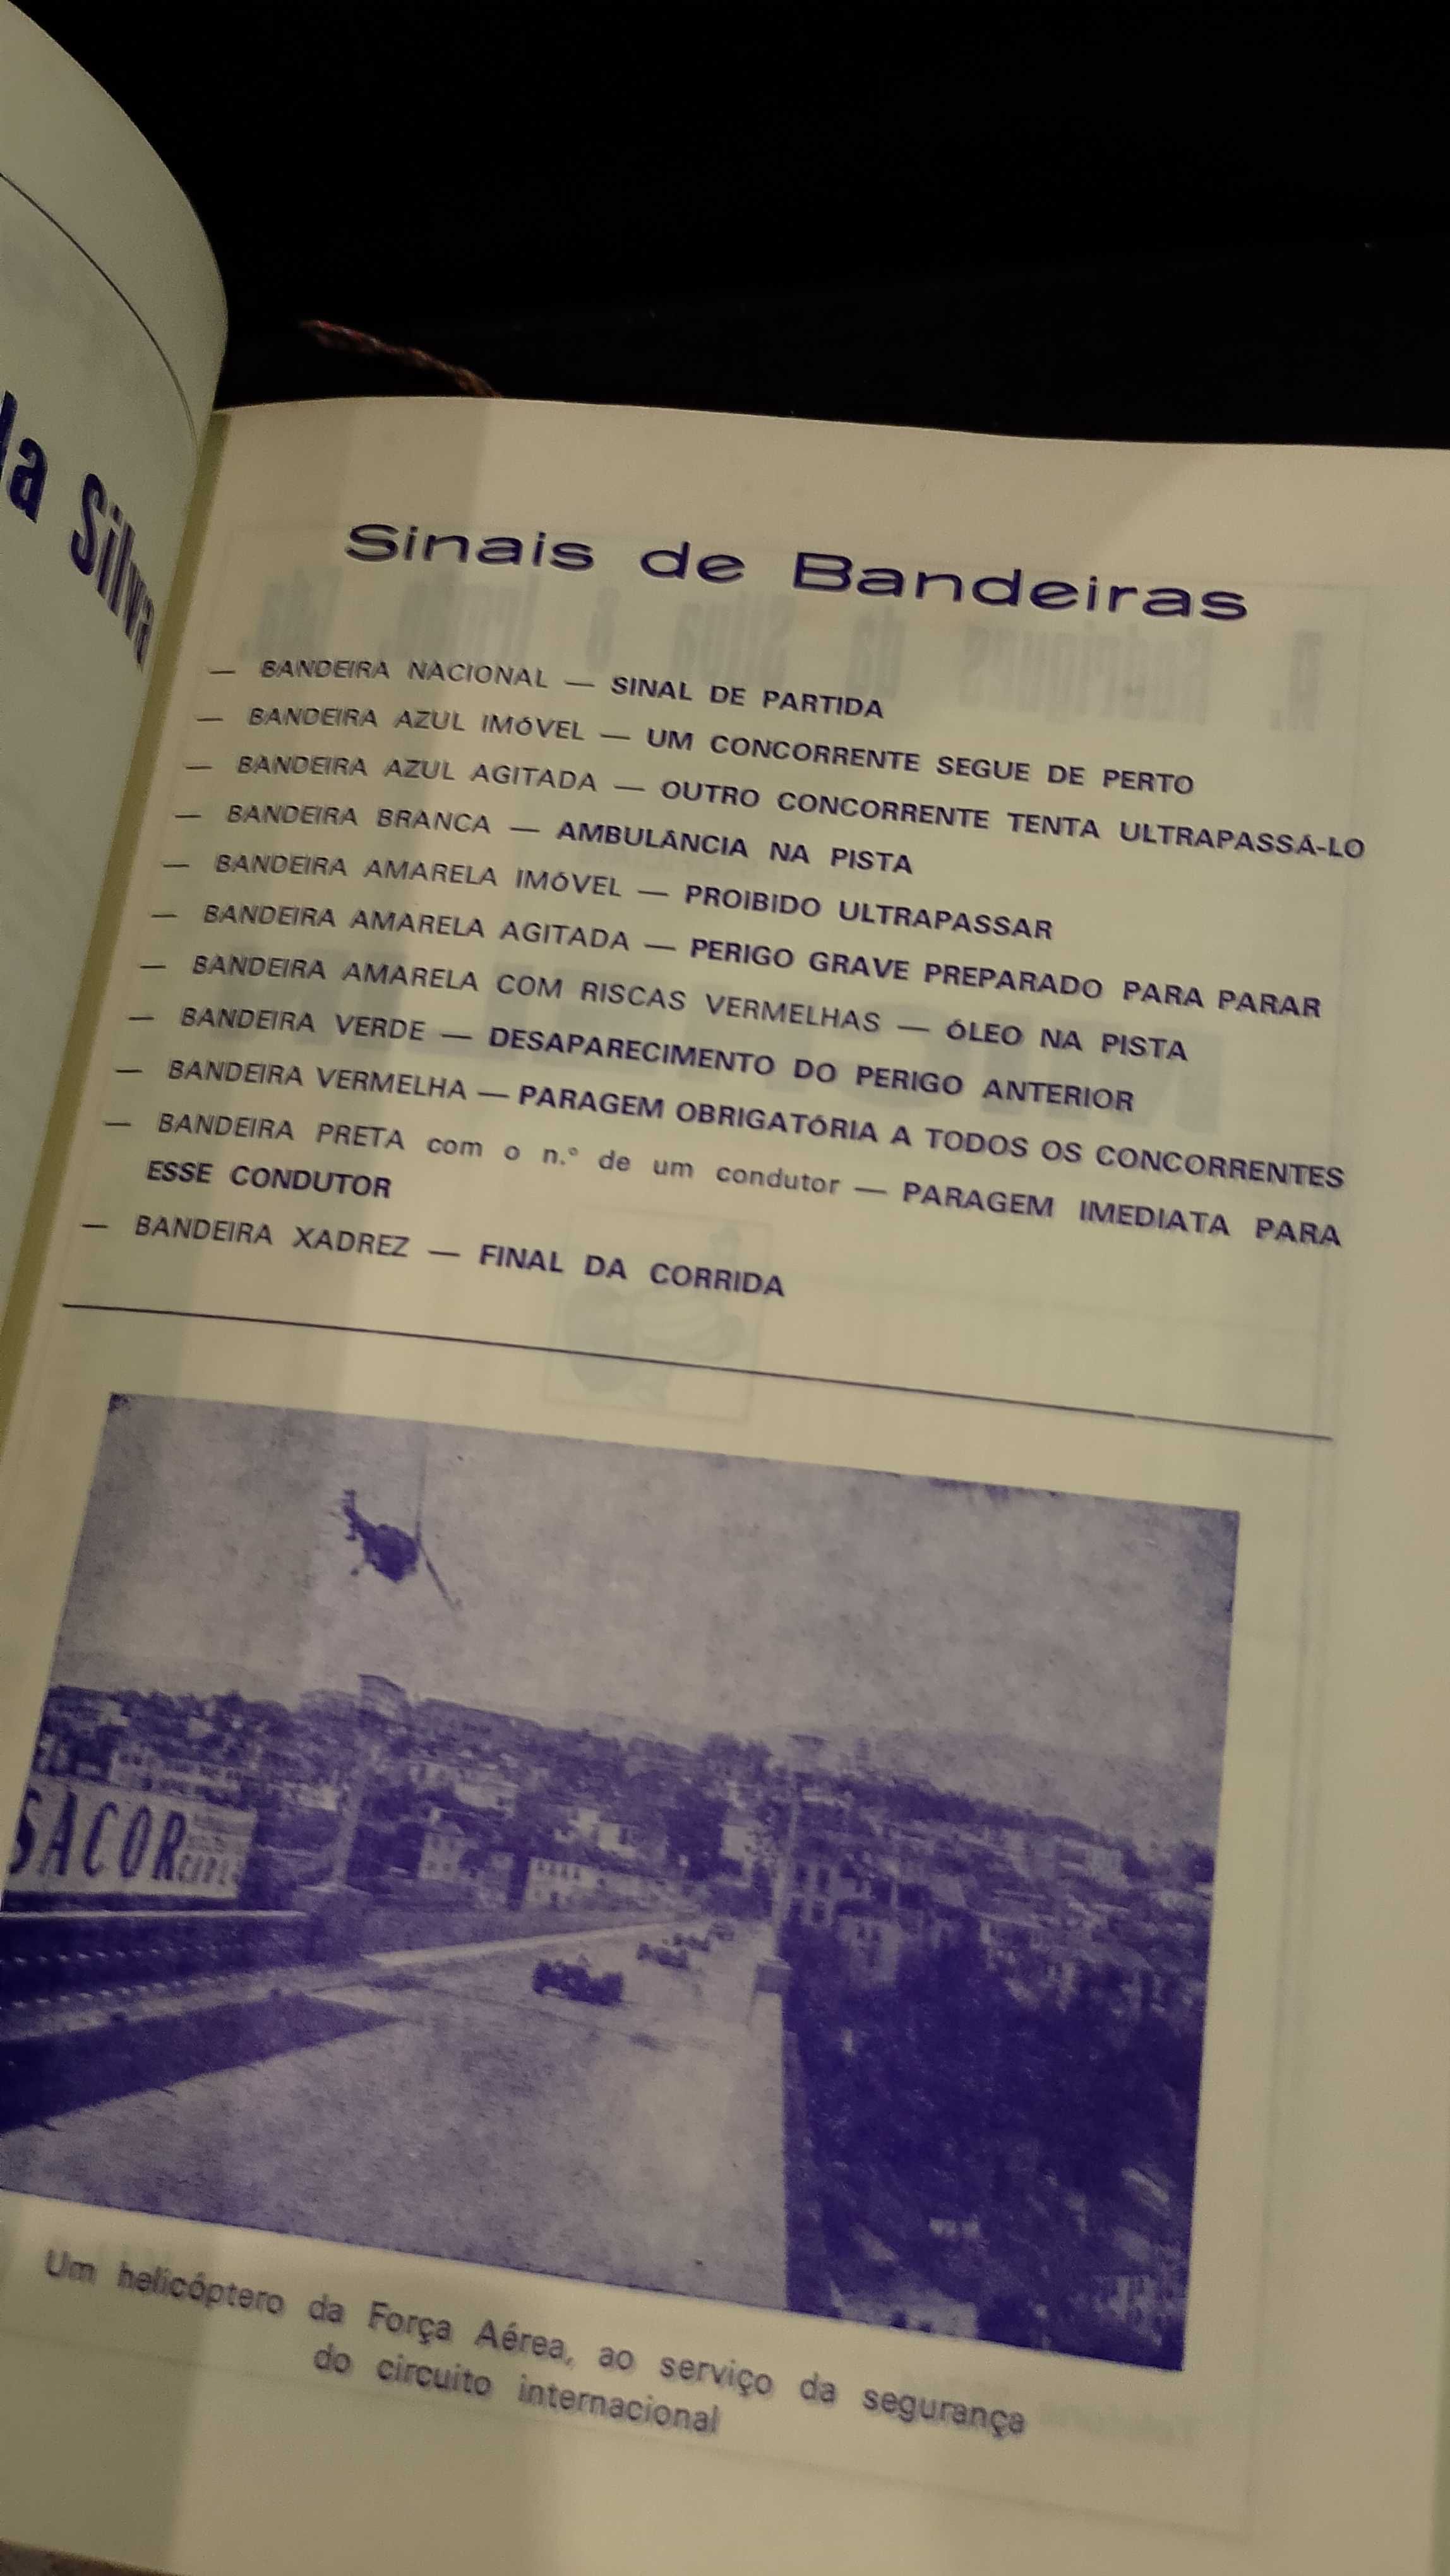 la Silva
Sinais de Bandeiras
— BANDEIRA NACIONAL — SINAL DE PARTIDA
— BANDEIRA AZUL IMÓVEL — UM CONCORRENTE SEGUE DE PERTO
— BANDEIRA AZUL AGITADA — OUTRO CONCORRENTE TENTA ULTRAPASSÁ-LO
— BANDEIRA BRANCA — AMBULÂNCIA NA PISTA
— BANDEIRA AMARELA IMÓVEL — PROIBIDO ULTRAPASSAR
— BANDEIRA AMARELA AGITADA — PERIGO GRAVE PREPARADO PARA PARAR
— BANDEIRA AMARELA COM RISCAS VERMELHAS — ÓLEO NA PISTA
— BANDEIRA VERDE — DESAPARECIMENTO DO PERIGO ANTERIOR
— BANDEIRA VERMELHA — PARAGEM OBRIGATÓRIA A TODOS OS CONCORRENTES
— BANDEIRA PRETA com o n.º de um condutor — PARAGEM IMEDIATA PARA
ESSE CONDUTOR
— BANDEIRA XADREZ — FINAL DA CORRIDA
SACOR
Um helicóptero da Força Aérea, ao serviço da segurança
do circuito internacional